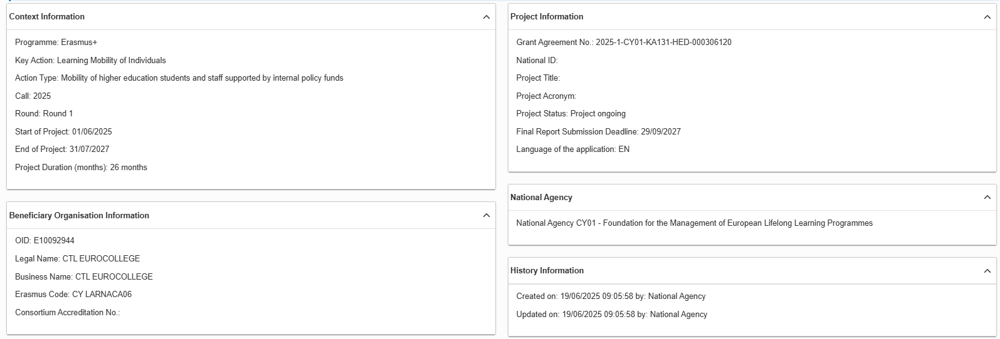 Context Information
Programme: Erasmus+
Key Action: Learning Mobility of Individuals
Action Type: Mobility of higher education students and staff supported by internal policy funds
Call: 2025
Round: Round 1
Start of Project: 01/06/2025
End of Project: 31/07/2027
Project Duration (months): 26 months
Beneficiary Organisation Information
OID: E10092944
Legal Name: CTL EUROCOLLEGE
Business Name: CTL EUROCOLLEGE
Erasmus Code: CY LARNACA06
Consortium Accreditation No.:
Project Information
Grant Agreement No.: 2025-1-CY01-KA131-HED-000306120
National ID:
Project Title:
Project Acronym:
Project Status: Project ongoing
Final Report Submission Deadline: 29/09/2027
Language of the application: EN
National Agency
National Agency CY01 - Foundation for the Management of European Lifelong Learning Programmes
History Information
Created on: 19/06/2025 09:05:58 by: National Agency
Updated on: 19/06/2025 09:05:58 by: National Agency